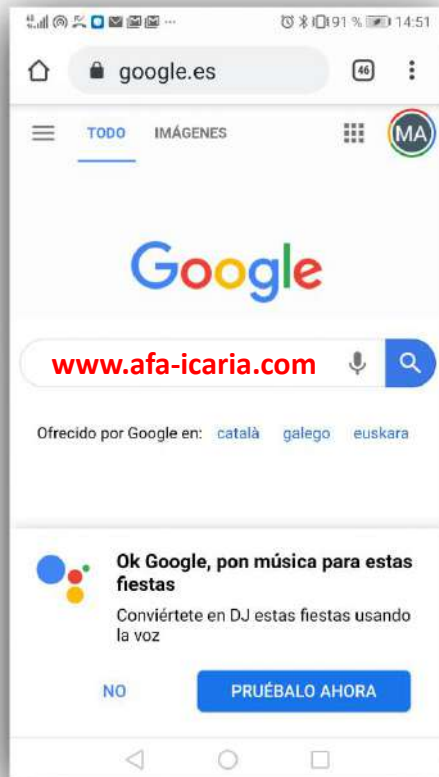 91 % 14:51
google.es 46
TODO IMÁGENES MA
Google
www.afa-icaria.com
Ofrecido por Google en: català galego euskara
Ok Google, pon música para estas
fiestas
Conviértete en DJ estas fiestas usando
la voz
NO PRUÉBALO AHORA